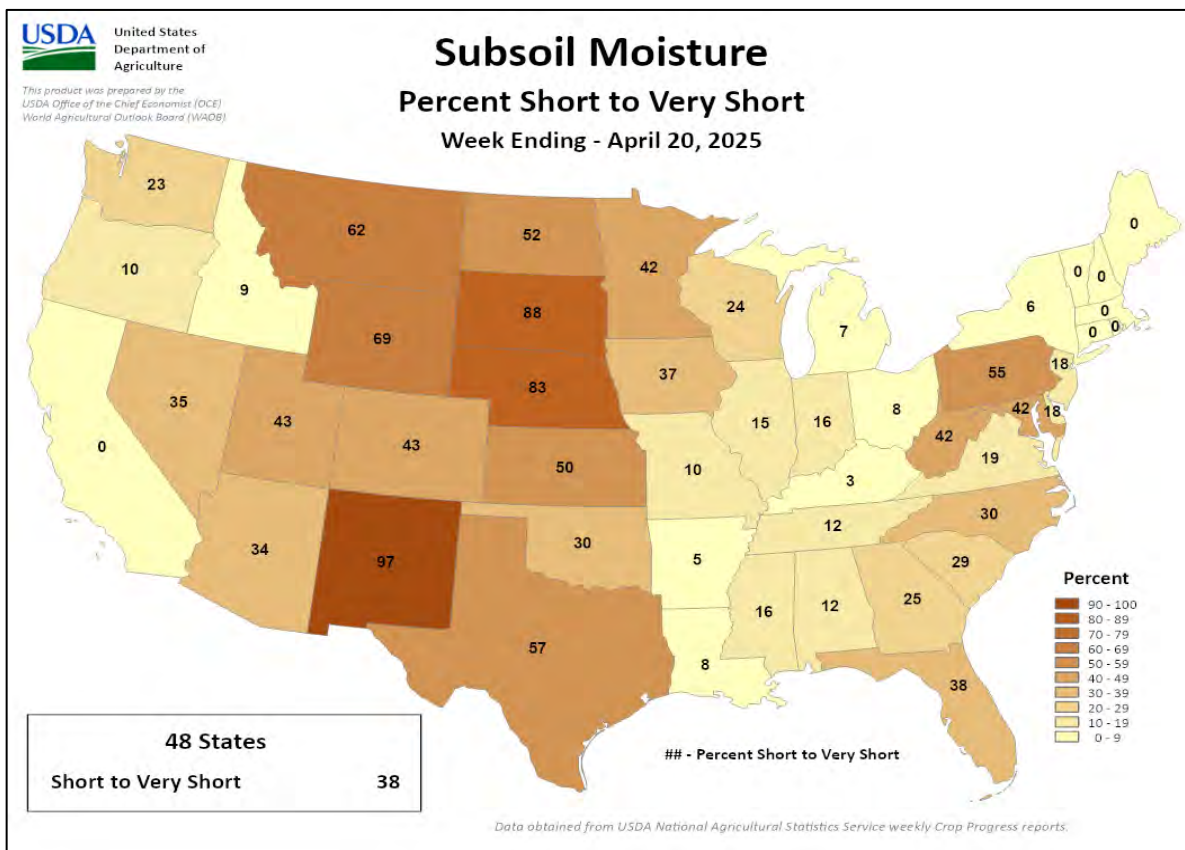 USDA
United States
Department of
Agriculture
This product was prepared by the
USDA Office of the Chief Economist (OCE)
World Agricultural Outlook Board (WAOB)
Subsoil Moisture
Percent Short to Very Short
Week Ending - April 20, 2025
23
62
52
42
0
10
9
88
24
7
6
0
0
0
0
0
69
83
37
55
18
35
43
43
50
10
15
16
8
42
42
18
19
0
3
34
97
30
5
12
30
29
57
8
16
12
25
38
Percent
90 - 100
80 - 89
70 - 79
60 - 69
50 - 59
40 - 49
30 - 39
20 - 29
10 - 19
0 - 9
48 States
Short to Very Short 38
## - Percent Short to Very Short
Data obtained from USDA National Agricultural Statistics Service weekly Crop Progress reports.